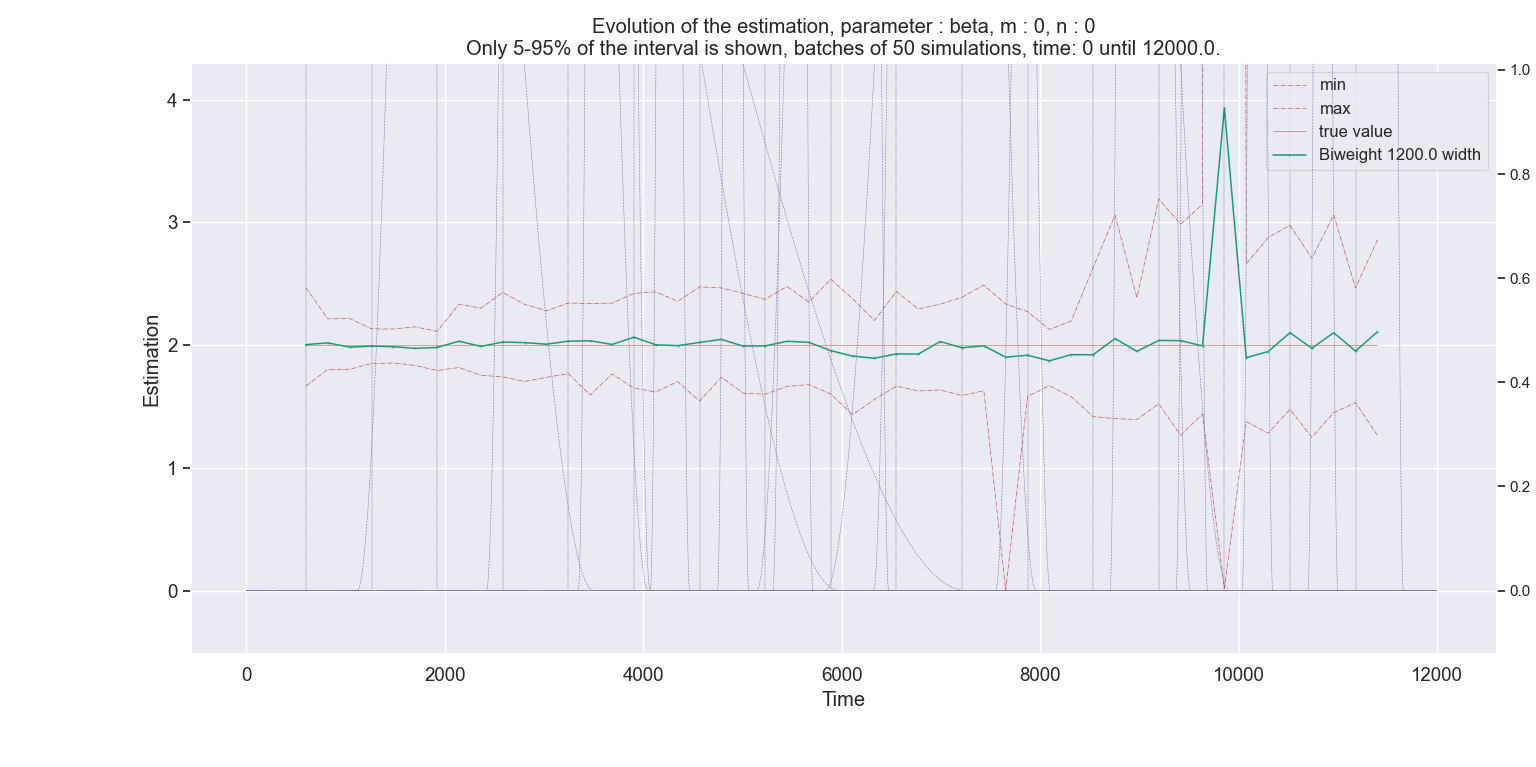 Evolution of the estimation, parameter : beta, m : 0, n : 0
Only 5-95% of the interval is shown, batches of 50 simulations, time: 0 until 12000.0.
min
max
true value
Biweight 1200.0 width
Estimation
4
3
2
1
0
1.0
0.8
0.6
0.4
0.2
0.0
0 2000 4000 6000 8000 10000 12000
Time